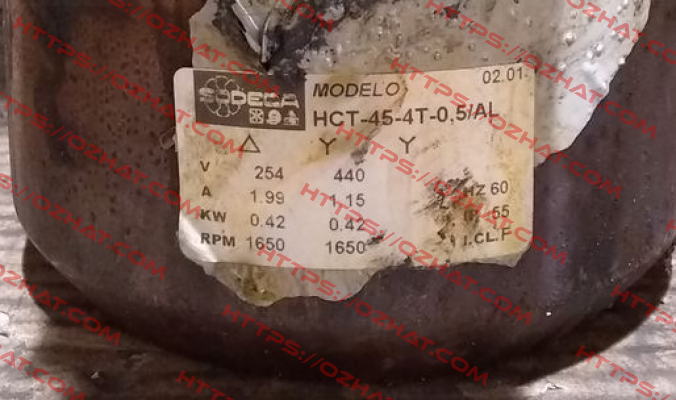 SODECA
MODELO
02.01
HCT-45-4T-0,5/AL
△ Y Y
V 254 440
A 1.99 1.15
KW 0.42 0.42
RPM 1650 1650
HZ 60
IP 55
I.CL.F
HTTPS://OZHAT.COM